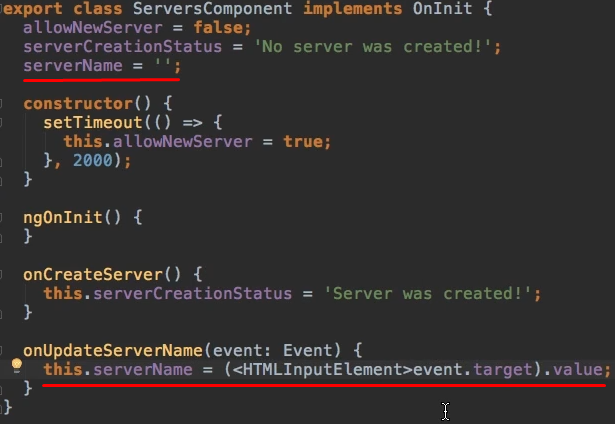 export class ServersComponent implements OnInit {
allowNewServer = false;
serverCreationStatus = 'No server was created!';
serverName = '';
constructor() {
setTimeout(() => {
this.allowNewServer = true;
}, 2000);
}
ngOnInit() {
}
onCreateServer() {
this.serverCreationStatus = 'Server was created!';
}
onUpdateServerName(event: Event) {
this.serverName = (<HTMLInputElement>event.target).value;
}
}